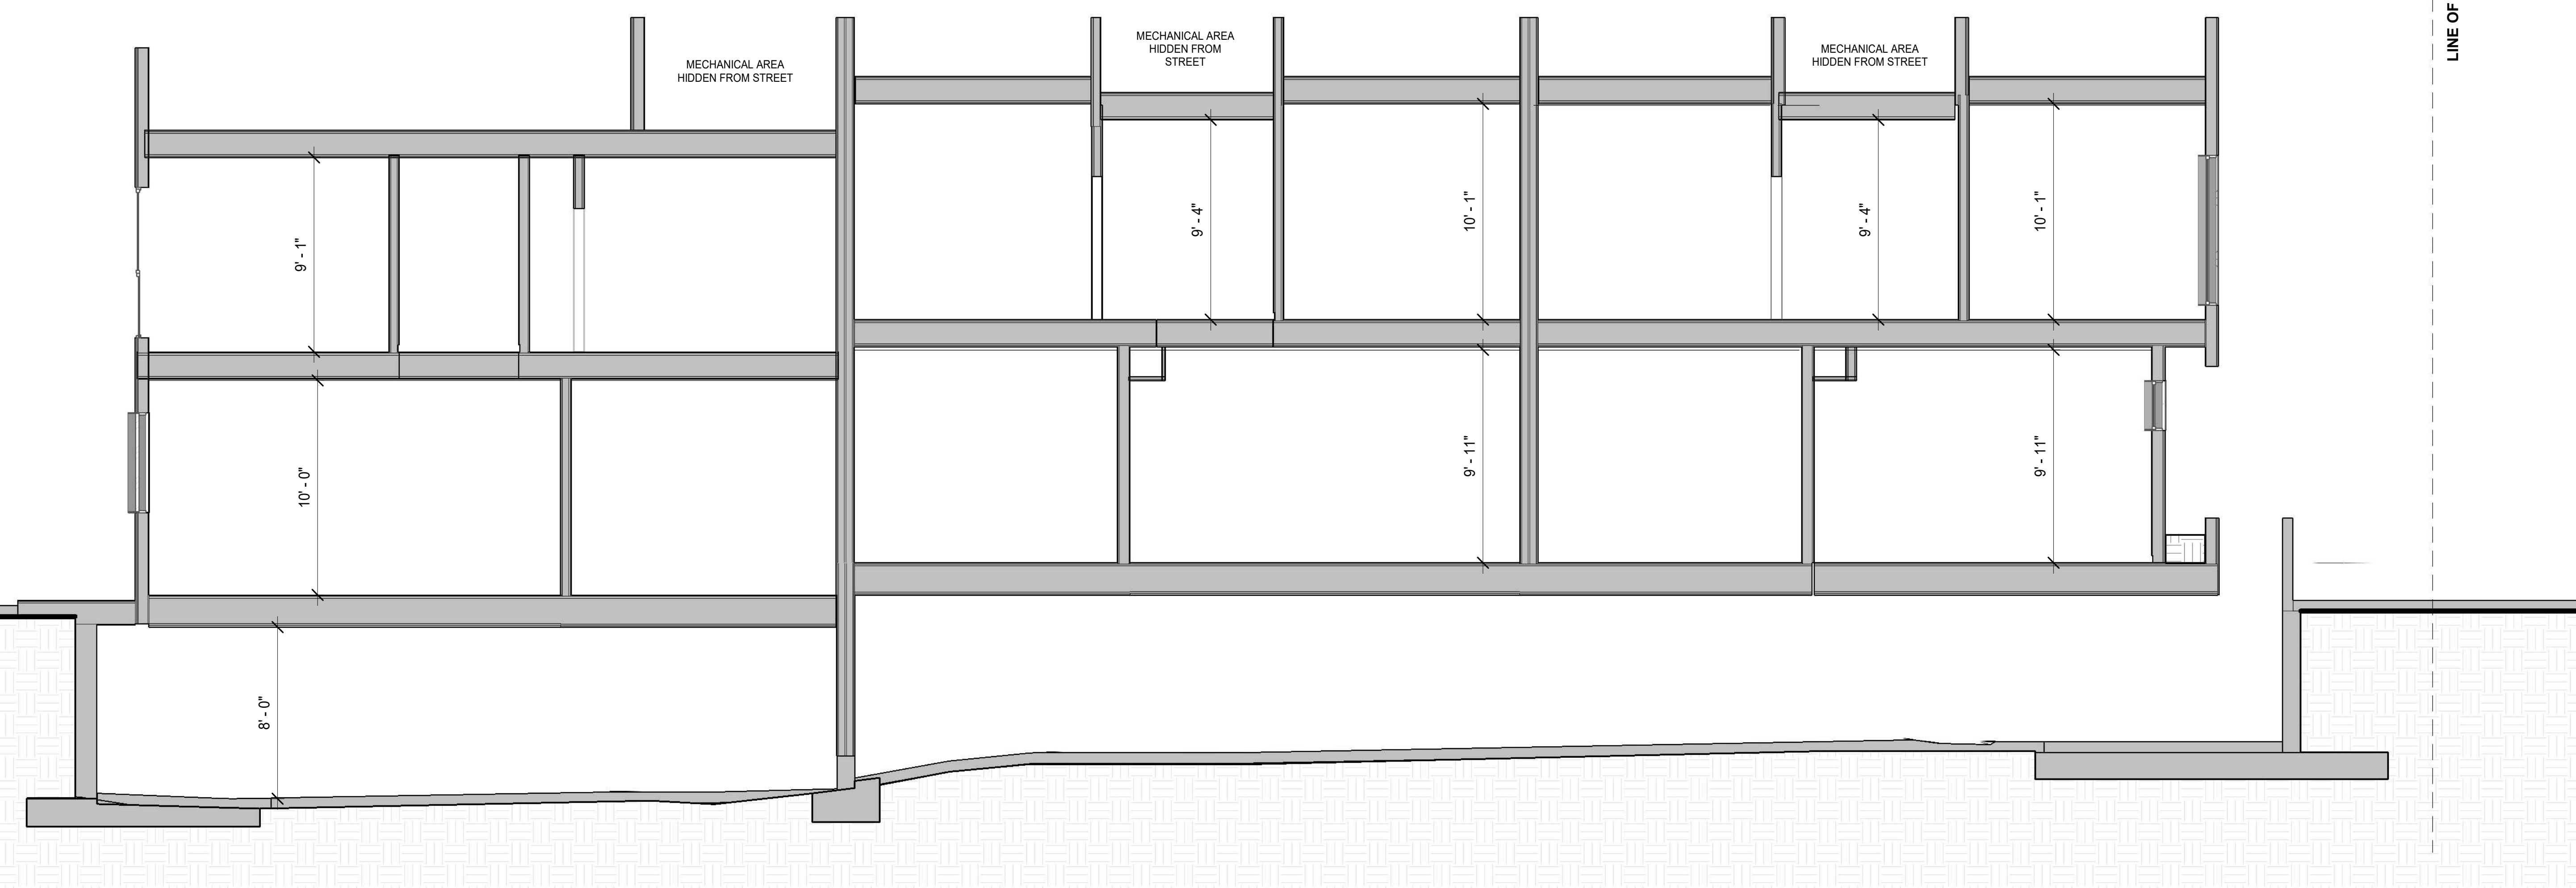 LINE OF
MECHANICAL AREA
HIDDEN FROM STREET
MECHANICAL AREA
HIDDEN FROM
STREET
MECHANICAL AREA
HIDDEN FROM STREET
9' - 1"
9' - 4"
10' - 1"
9' - 4"
10' - 1"
10' - 0"
9' - 11"
9' - 11"
8' - 0"